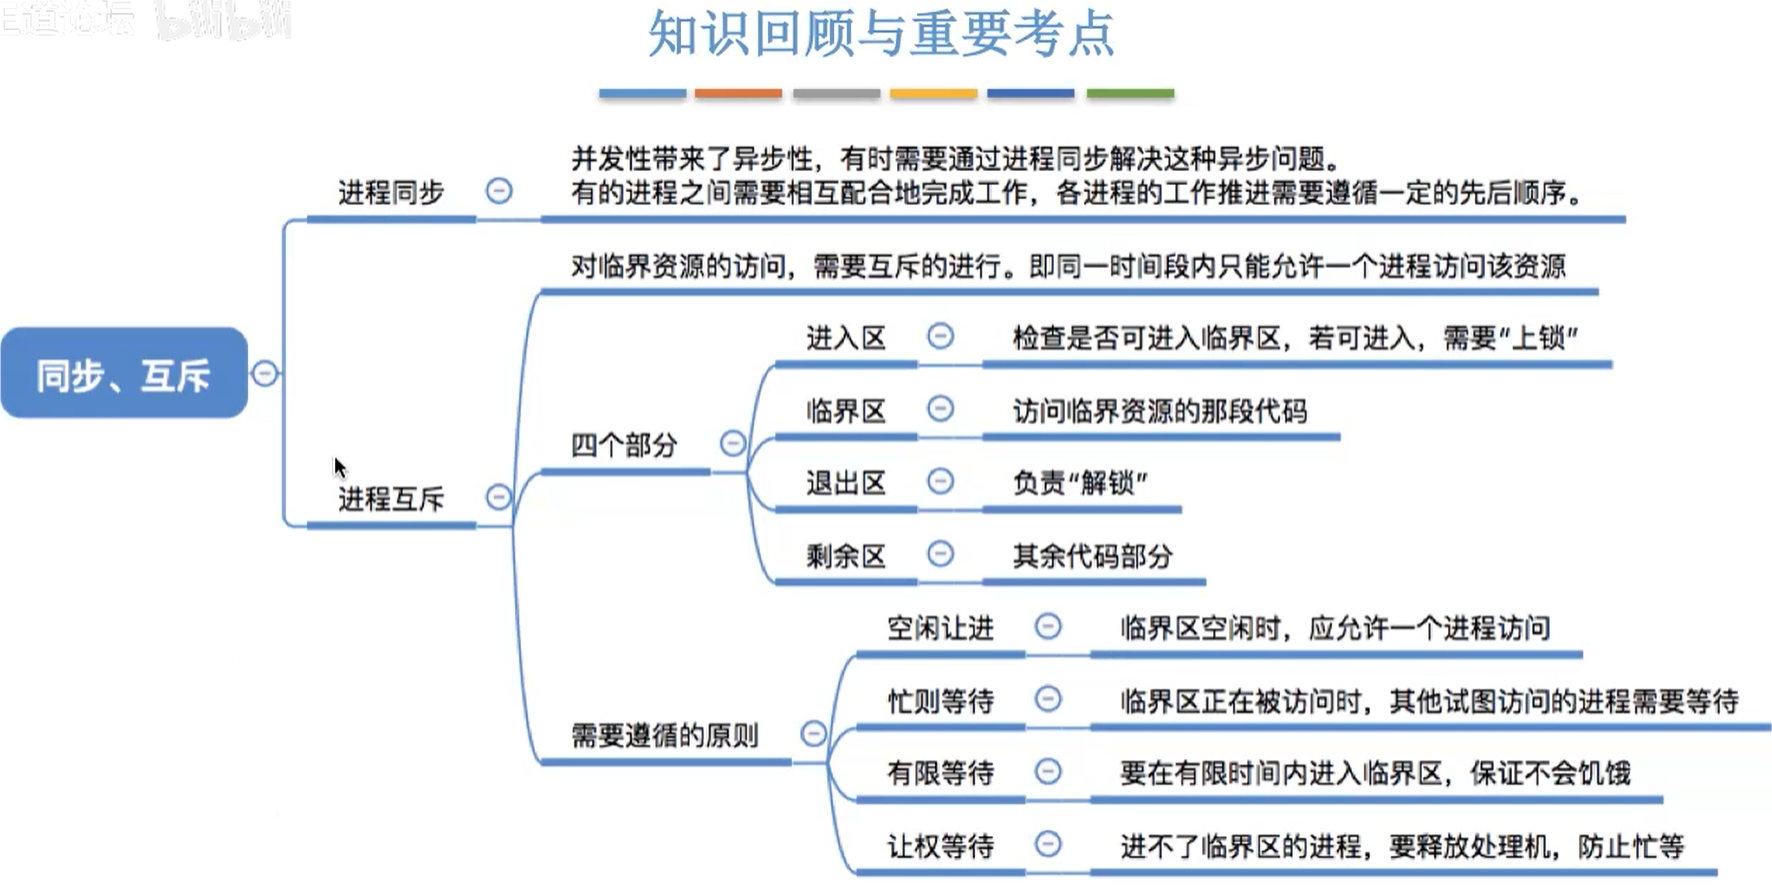 王道论坛 bilibili
知识回顾与重要考点
并发性带来了异步性，有时需要通过进程同步解决这种异步问题。
进程同步
有的进程之间需要相互配合地完成工作，各进程的工作推进需要遵循一定的先后顺序。
对临界资源的访问，需要互斥的进行。即同一时间段内只能允许一个进程访问该资源
进入区
检查是否可进入临界区，若可进入，需要“上锁”
同步、互斥
临界区
访问临界资源的那段代码
四个部分
退出区
负责“解锁”
进程互斥
剩余区
其余代码部分
空闲让进
临界区空闲时，应允许一个进程访问
忙则等待
临界区正在被访问时，其他试图访问的进程需要等待
需要遵循的原则
有限等待
要在有限时间内进入临界区，保证不会饥饿
让权等待
进不了临界区的进程，要释放处理机，防止忙等